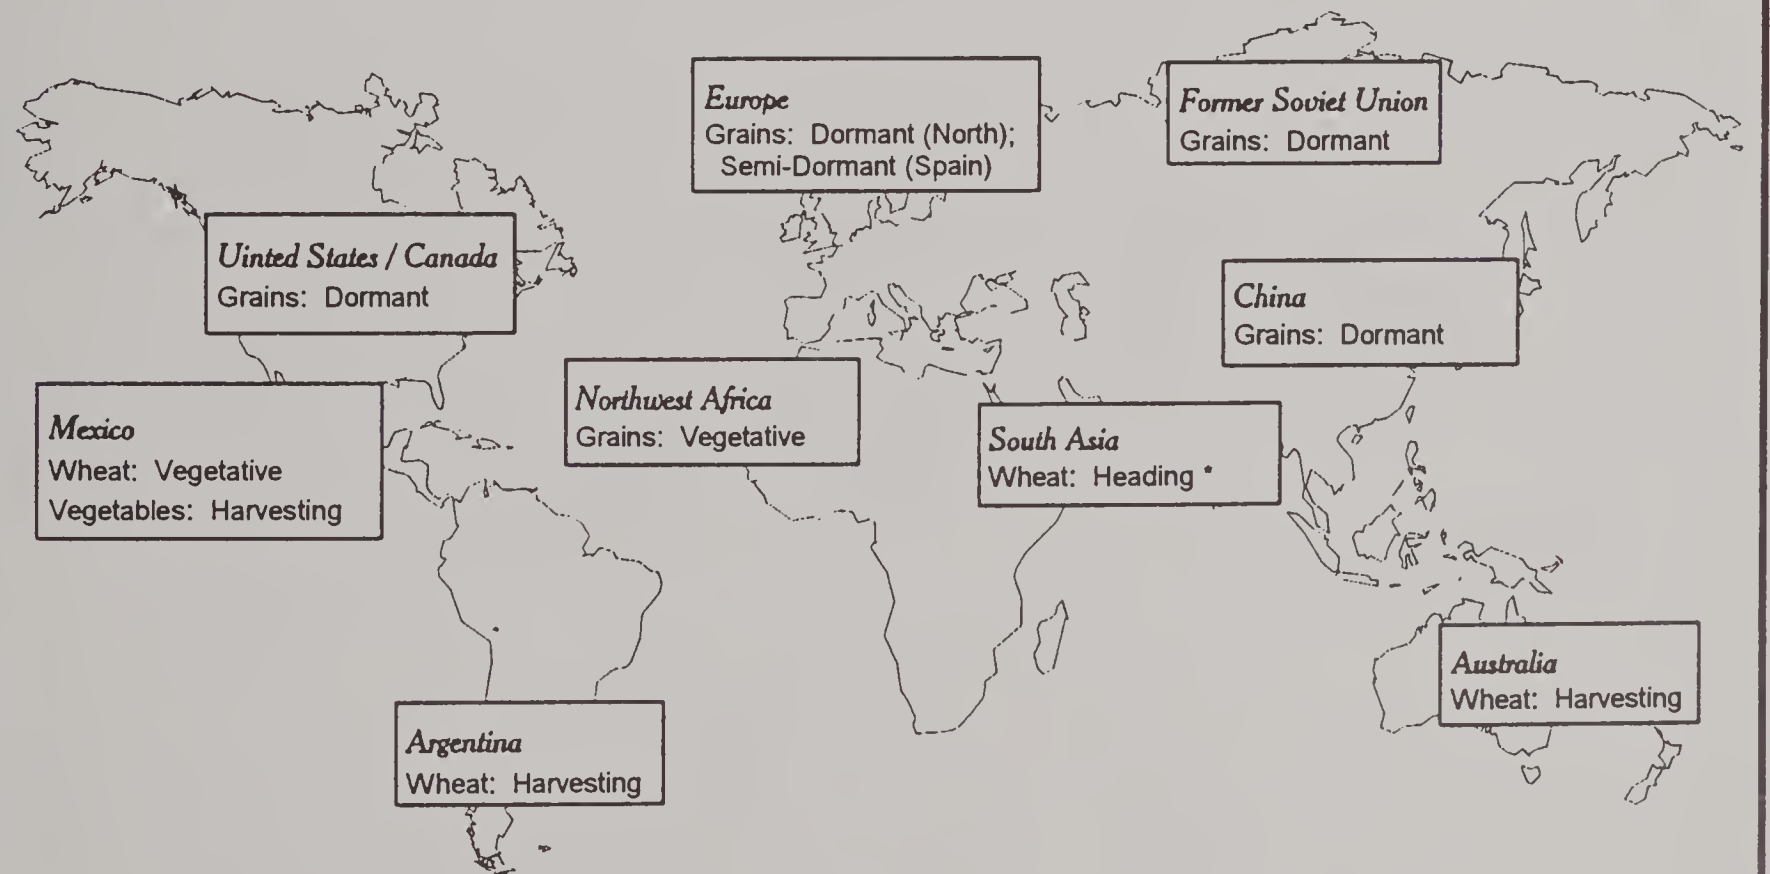 Europe
Grains: Dormant (North);
Semi-Dormant (Spain)
Former Soviet Union
Grains: Dormant
Uinted States / Canada
Grains: Dormant
China
Grains: Dormant
Mexico
Wheat: Vegetative
Vegetables: Harvesting
Northwest Africa
Grains: Vegetative
South Asia
Wheat: Heading *
Australia
Wheat: Harvesting
Argentina
Wheat: Harvesting